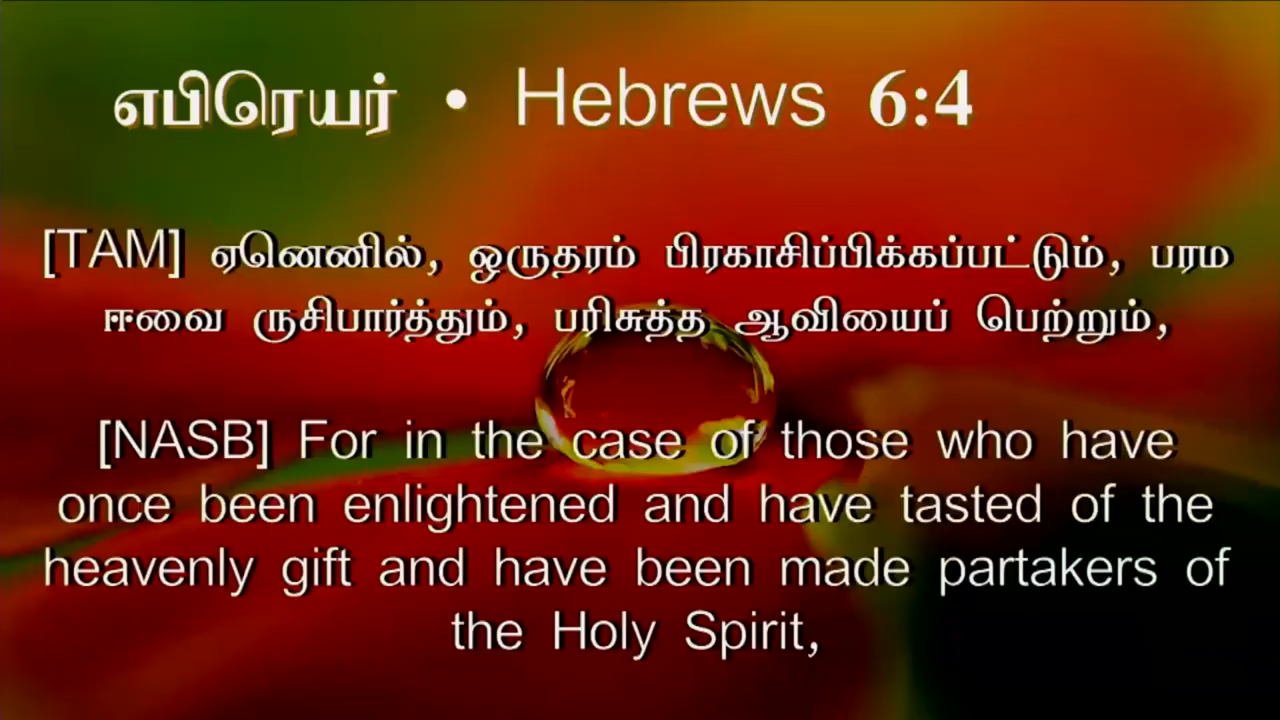 எபிரெயர் • Hebrews 6:4
[TAM] ஏனெனில், ஒருதரம் பிரகாசிப்பிக்கப்பட்டும், பரம
ஈவை ருசிபார்த்தும், பரிசுத்த ஆவியைப் பெற்றும்,
[NASB] For in the case of those who have
once been enlightened and have tasted of the
heavenly gift and have been made partakers of
the Holy Spirit,